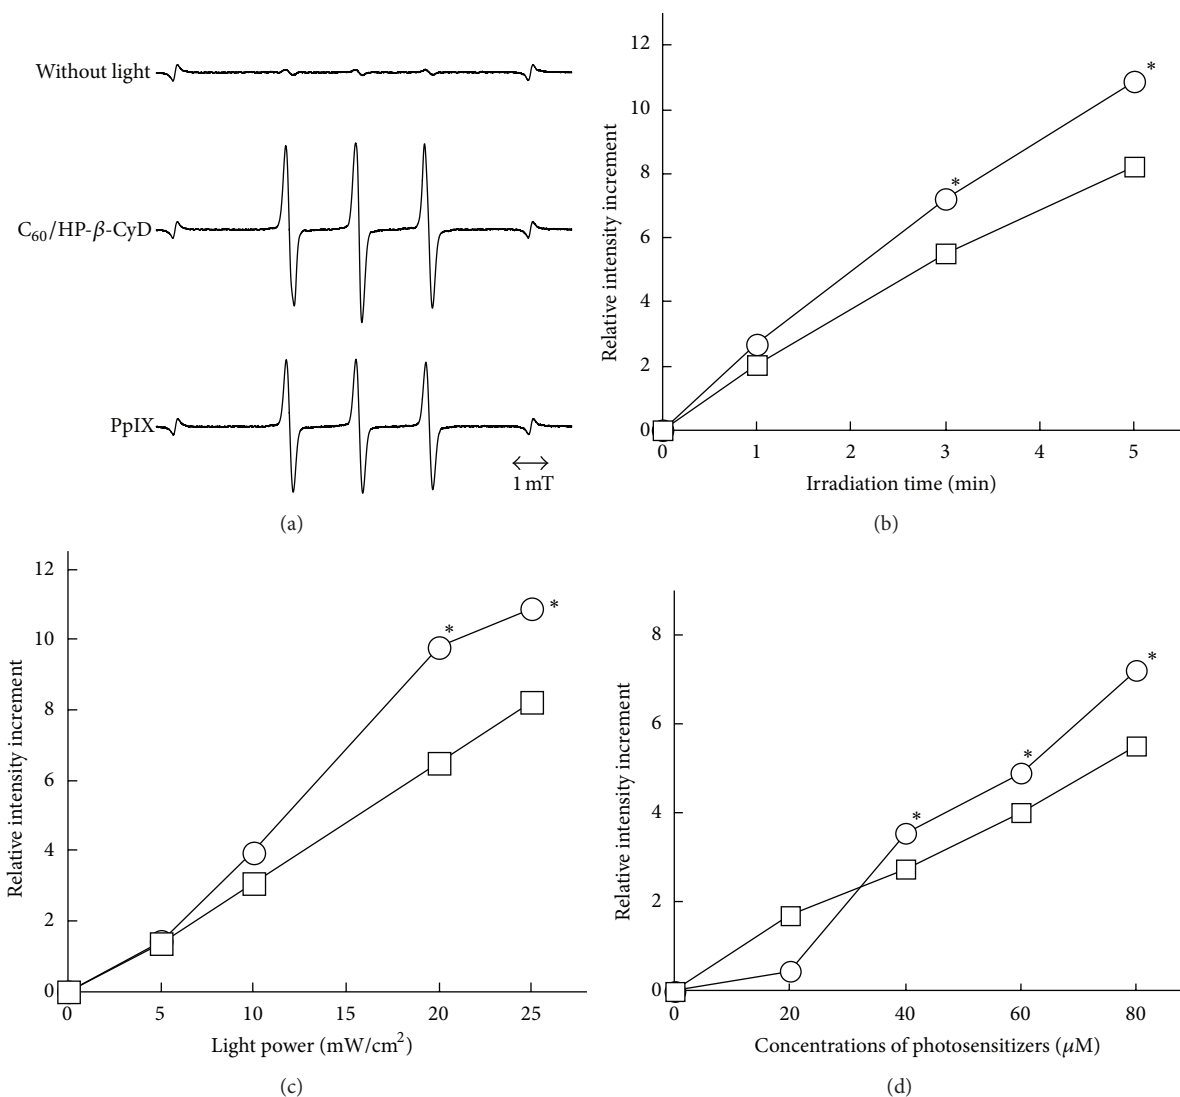 Without light
C60/HP-β-CyD
PpIX
1 mT
(a)
12
10
8
6
4
2
0
Relative intensity increment
*
*
0 1 2 3 4 5
Irradiation time (min)
(b)
12
10
8
6
4
2
0
Relative intensity increment
*
*
0 5 10 15 20 25
Light power (mW/cm²)
(c)
8
6
4
2
0
Relative intensity increment
*
*
*
0 20 40 60 80
Concentrations of photosensitizers (μM)
(d)